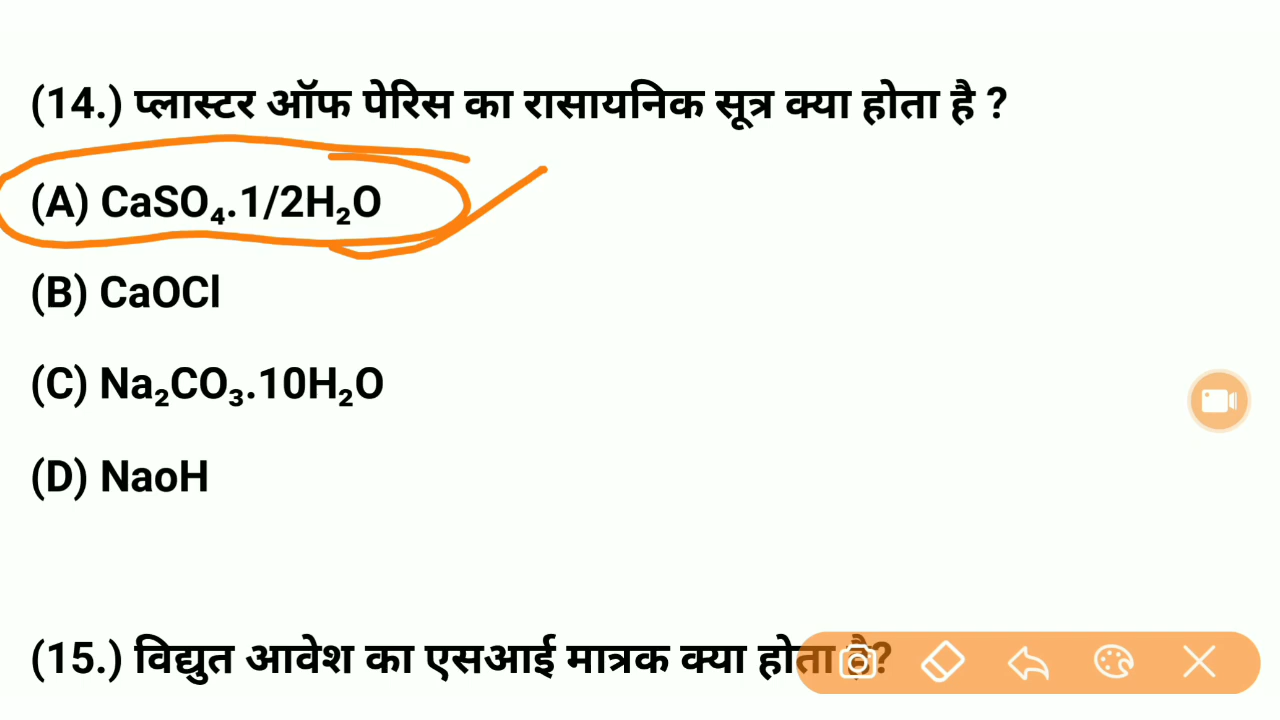 (14.) प्लास्टर ऑफ पेरिस का रासायनिक सूत्र क्या होता है ?
(A) CaSO₄.1/2H₂O
(B) CaOCl
(C) Na₂CO₃.10H₂O
(D) NaoH
(15.) विद्युत आवेश का एसआई मात्रक क्या होता है?